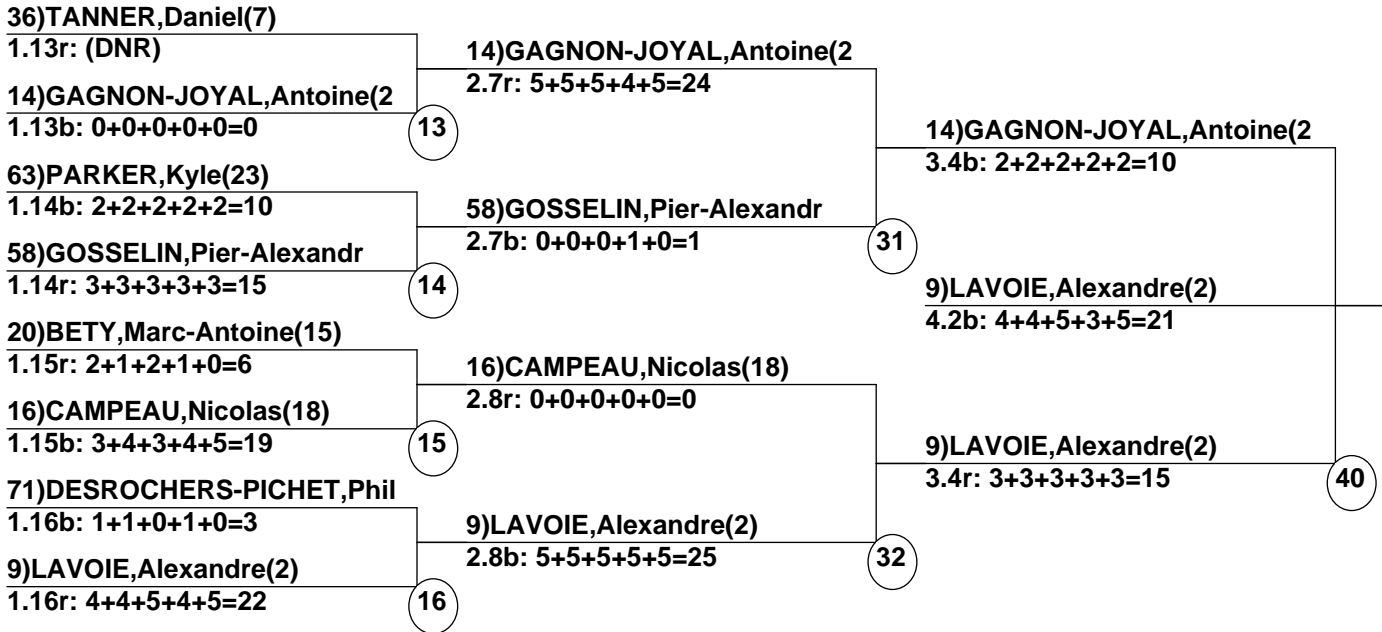 36)TANNER,Daniel(7)
1.13r: (DNR)
14)GAGNON-JOYAL,Antoine(2
1.13b: 0+0+0+0+0=0
13
63)PARKER,Kyle(23)
1.14b: 2+2+2+2+2=10
58)GOSSELIN,Pier-Alexandr
1.14r: 3+3+3+3+3=15
14
20)BETY,Marc-Antoine(15)
1.15r: 2+1+2+1+0=6
16)CAMPEAU,Nicolas(18)
1.15b: 3+4+3+4+5=19
15
71)DESROCHERS-PICHET,Phil
1.16b: 1+1+0+1+0=3
9)LAVOIE,Alexandre(2)
1.16r: 4+4+5+4+5=22
16
14)GAGNON-JOYAL,Antoine(2
2.7r: 5+5+5+4+5=24
58)GOSSELIN,Pier-Alexandr
2.7b: 0+0+0+1+0=1
31
16)CAMPEAU,Nicolas(18)
2.8r: 0+0+0+0+0=0
9)LAVOIE,Alexandre(2)
2.8b: 5+5+5+5+5=25
32
14)GAGNON-JOYAL,Antoine(2
3.4b: 2+2+2+2+2=10
9)LAVOIE,Alexandre(2)
4.2b: 4+4+5+3+5=21
9)LAVOIE,Alexandre(2)
3.4r: 3+3+3+3+3=15
40